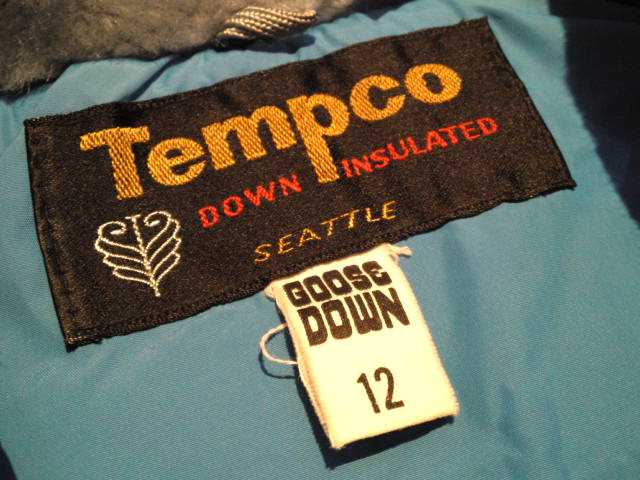 Tempco
DOWN INSULATED
SEATTLE
GOOSE
DOWN
12